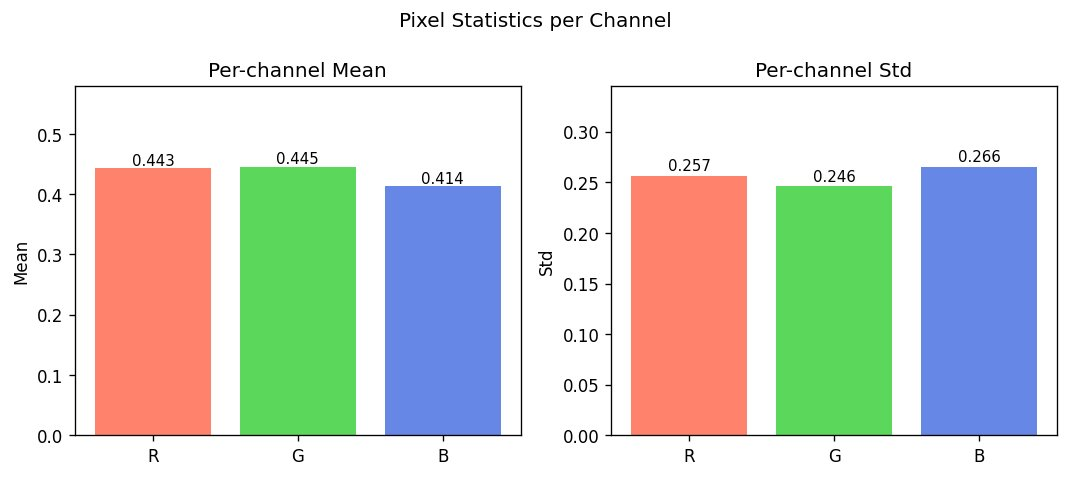 Pixel Statistics per Channel
Per-channel Mean
Mean
0.5
0.4
0.3
0.2
0.1
0.0
0.443
0.445
0.414
R
G
B
Per-channel Std
Std
0.30
0.25
0.20
0.15
0.10
0.05
0.00
0.257
0.246
0.266
R
G
B